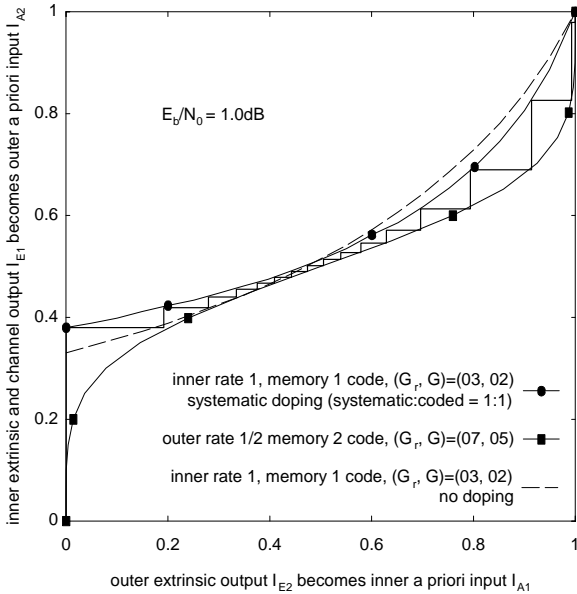 inner extrinsic and channel output I_E1 becomes outer a priori input I_A2
1
0.8
0.6
0.4
0.2
0
E_b/N_0 = 1.0dB
inner rate 1, memory 1 code, (G_r, G)=(03, 02)
systematic doping (systematic:coded = 1:1)
outer rate 1/2 memory 2 code, (G_r, G)=(07, 05)
inner rate 1, memory 1 code, (G_r, G)=(03, 02)
no doping
0 0.2 0.4 0.6 0.8 1
outer extrinsic output I_E2 becomes inner a priori input I_A1